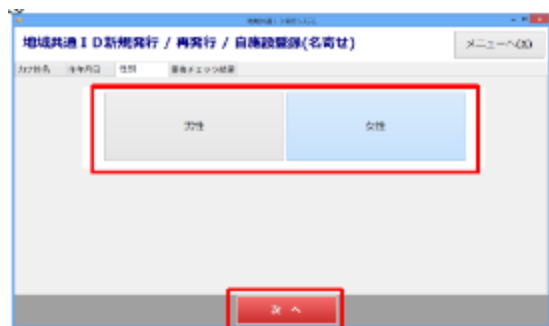 地域共通ID新規発行 / 再発行 / 自施設登録(名寄せ)
メニューへ(X)
カナ姓名 生年月日 性別 重複チェック結果
男性
女性
次 へ